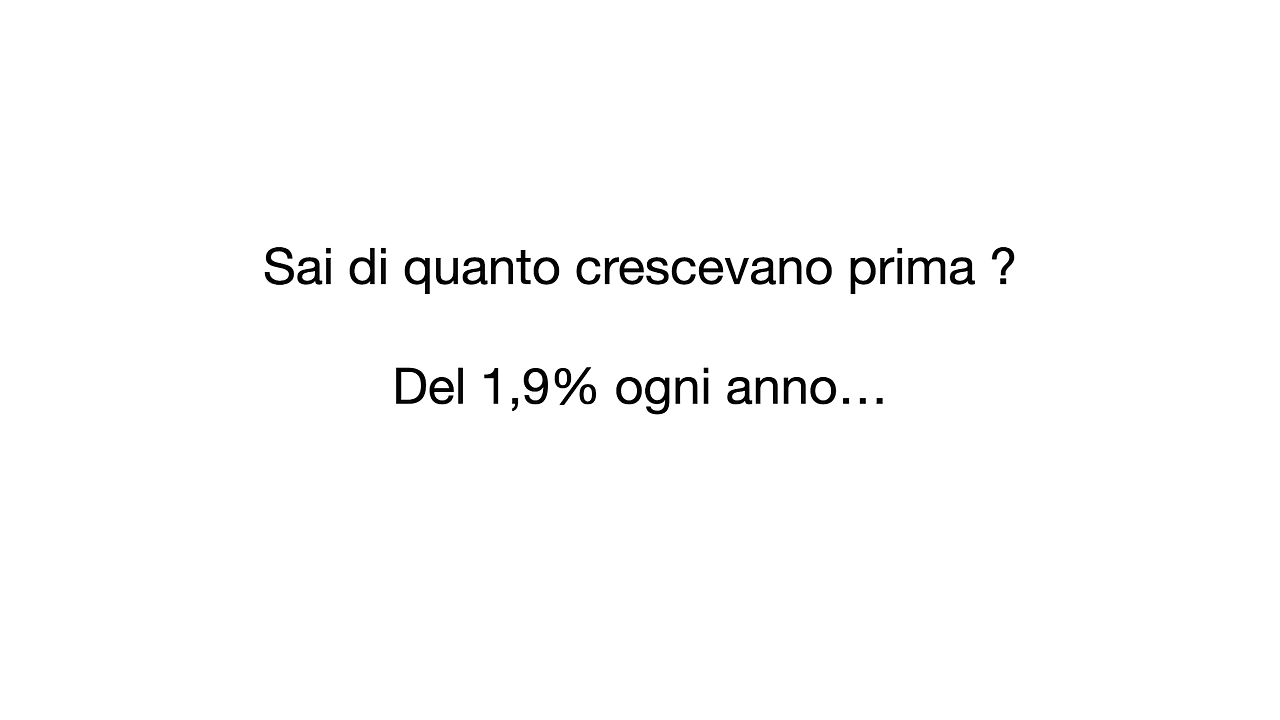 Sai di quanto crescevano prima ?
Del 1,9% ogni anno…